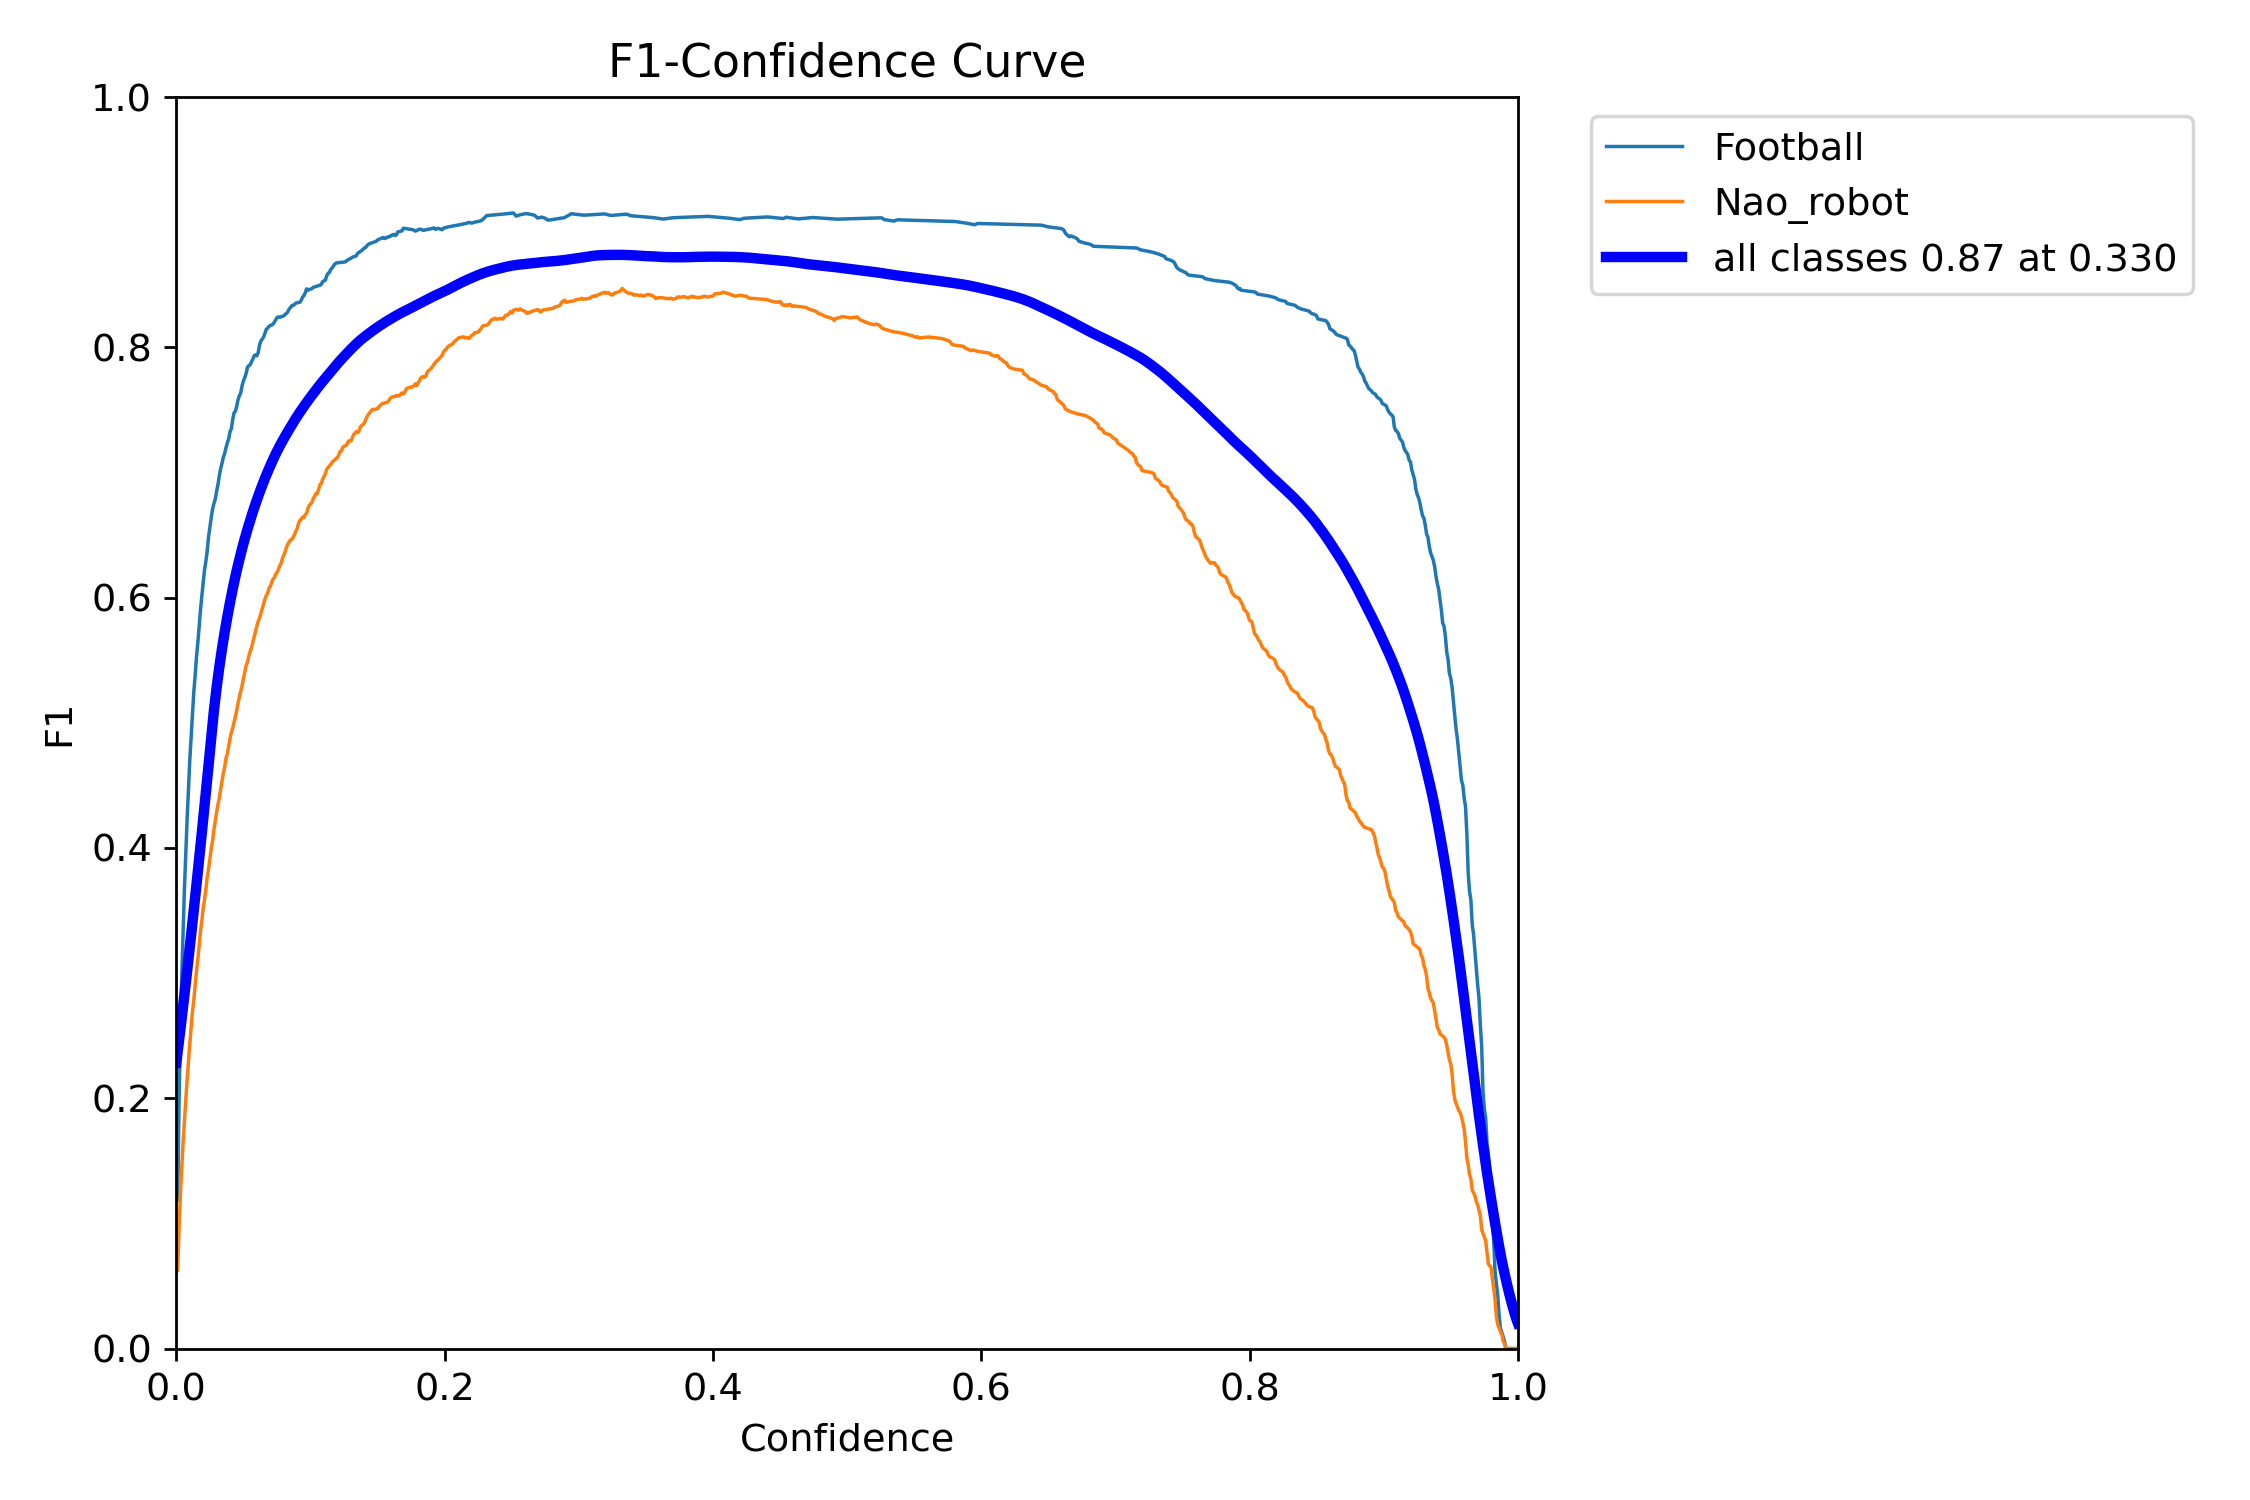 F1-Confidence Curve
1.0
0.8
0.6
0.4
0.2
0.0
F1
0.0 0.2 0.4 0.6 0.8 1.0
Confidence
Football
Nao_robot
all classes 0.87 at 0.330